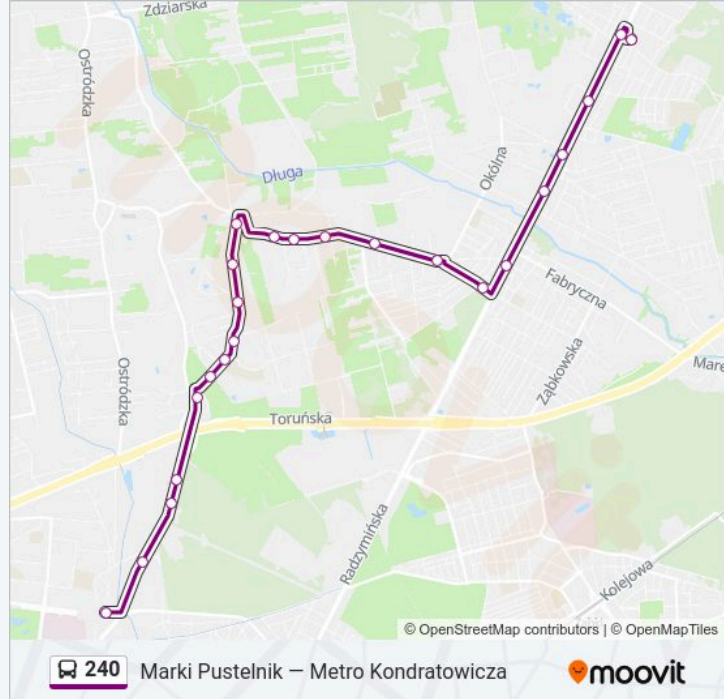 Zdziarska
Ostródzka
Okólna
Długa
Fabryczna
Ząbkowska
Ostródzka
Toruńska
Radzymińska
Kolejowa
© OpenStreetMap contributors | © OpenMapTiles
240 Marki Pustelnik — Metro Kondratowicza
moovit